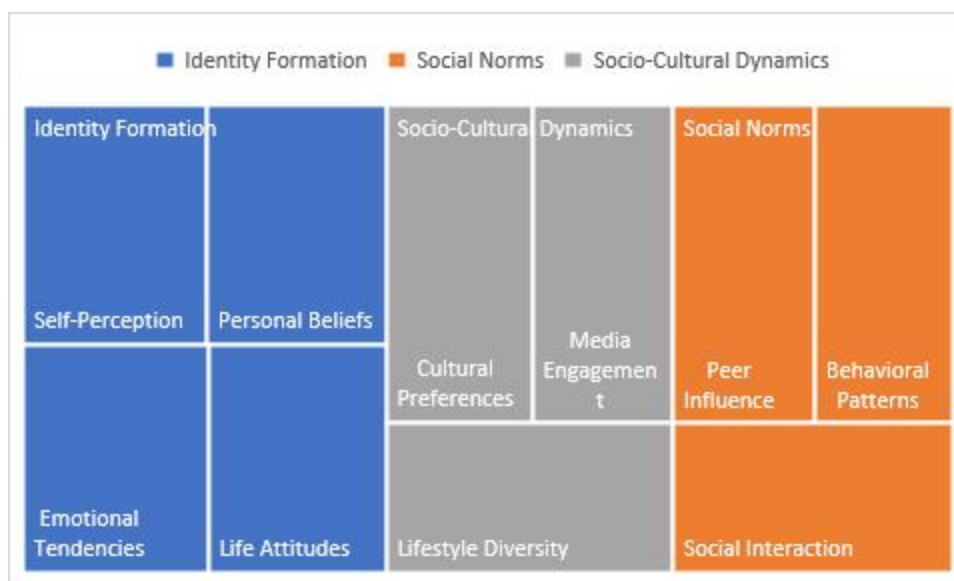 Identity Formation Social Norms Socio-Cultural Dynamics
Identity Formation
Self-Perception
Personal Beliefs
Emotional
Tendencies
Life Attitudes
Socio-Cultural Dynamics
Cultural
Preferences
Media
Engagemen
t
Lifestyle Diversity
Social Norms
Peer
Influence
Behavioral
Patterns
Social Interaction